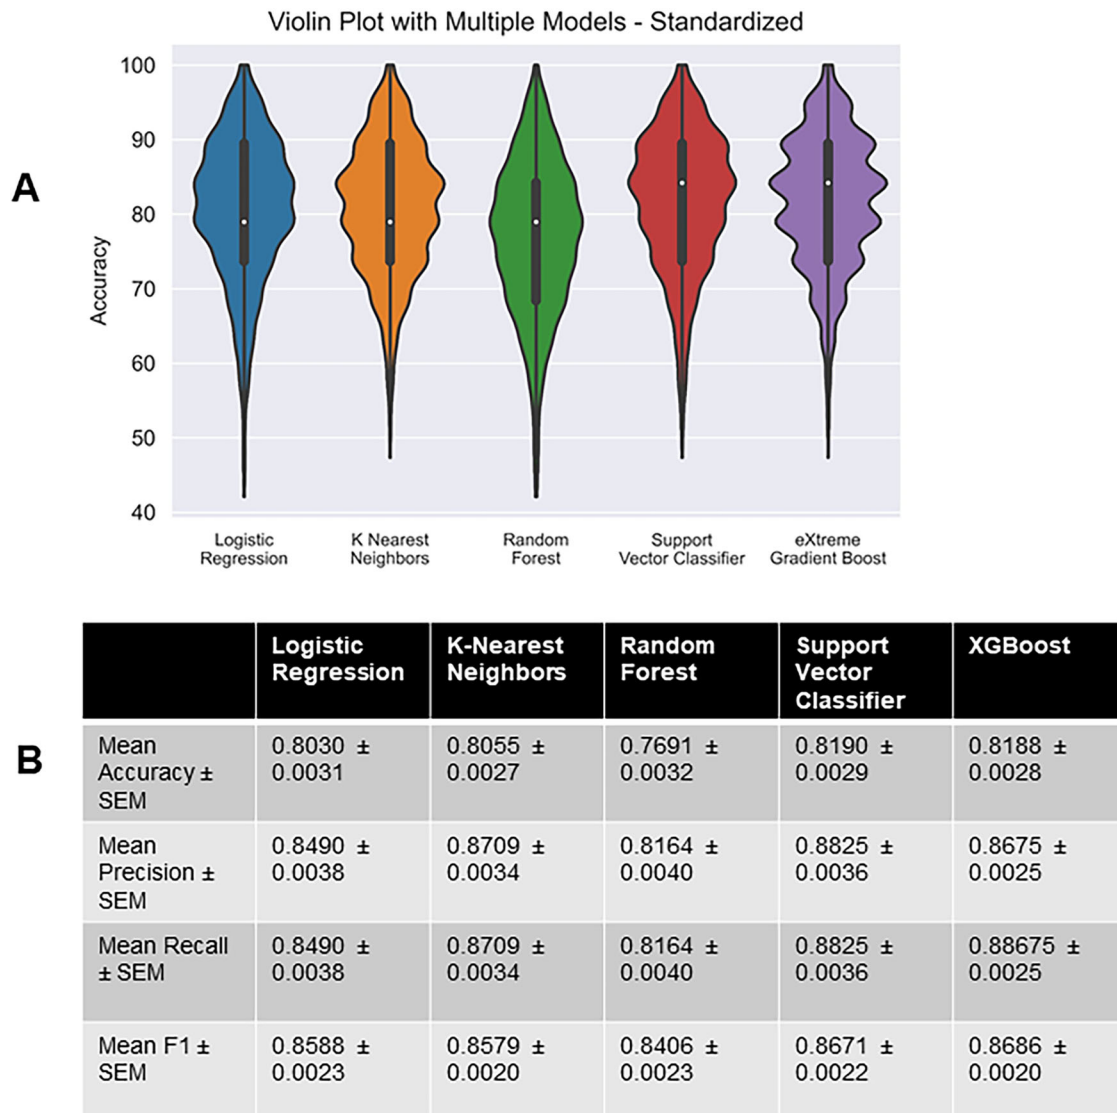 Violin Plot with Multiple Models - Standardized
A
Accuracy
100
90
80
70
60
50
40
Logistic
Regression
K Nearest
Neighbors
Random
Forest
Support
Vector Classifier
eXtreme
Gradient Boost
B
Logistic
Regression
K-Nearest
Neighbors
Random
Forest
Support
Vector
Classifier
XGBoost
Mean
Accuracy ±
SEM
0.8030 ±
0.0031
0.8055 ±
0.0027
0.7691 ±
0.0032
0.8190 ±
0.0029
0.8188 ±
0.0028
Mean
Precision ±
SEM
0.8490 ±
0.0038
0.8709 ±
0.0034
0.8164 ±
0.0040
0.8825 ±
0.0036
0.8675 ±
0.0025
Mean Recall
± SEM
0.8490 ±
0.0038
0.8709 ±
0.0034
0.8164 ±
0.0040
0.8825 ±
0.0036
0.88675 ±
0.0025
Mean F1 ±
SEM
0.8588 ±
0.0023
0.8579 ±
0.0020
0.8406 ±
0.0023
0.8671 ±
0.0022
0.8686 ±
0.0020